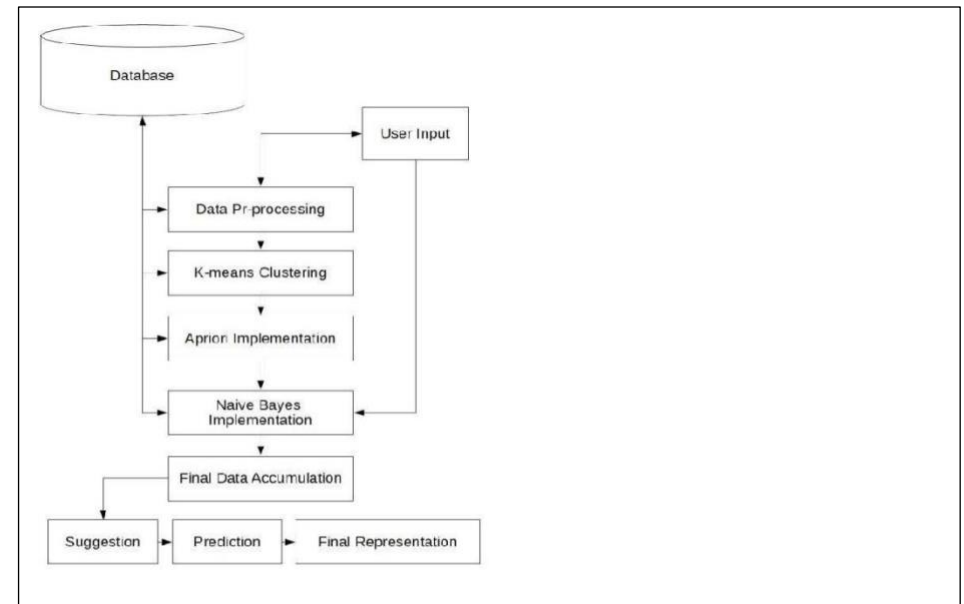 Database
User Input
Data Pr-processing
K-means Clustering
Aprion Implementation
Naive Bayes
Implementation
Final Data Accumulation
Suggestion
Prediction
Final Representation